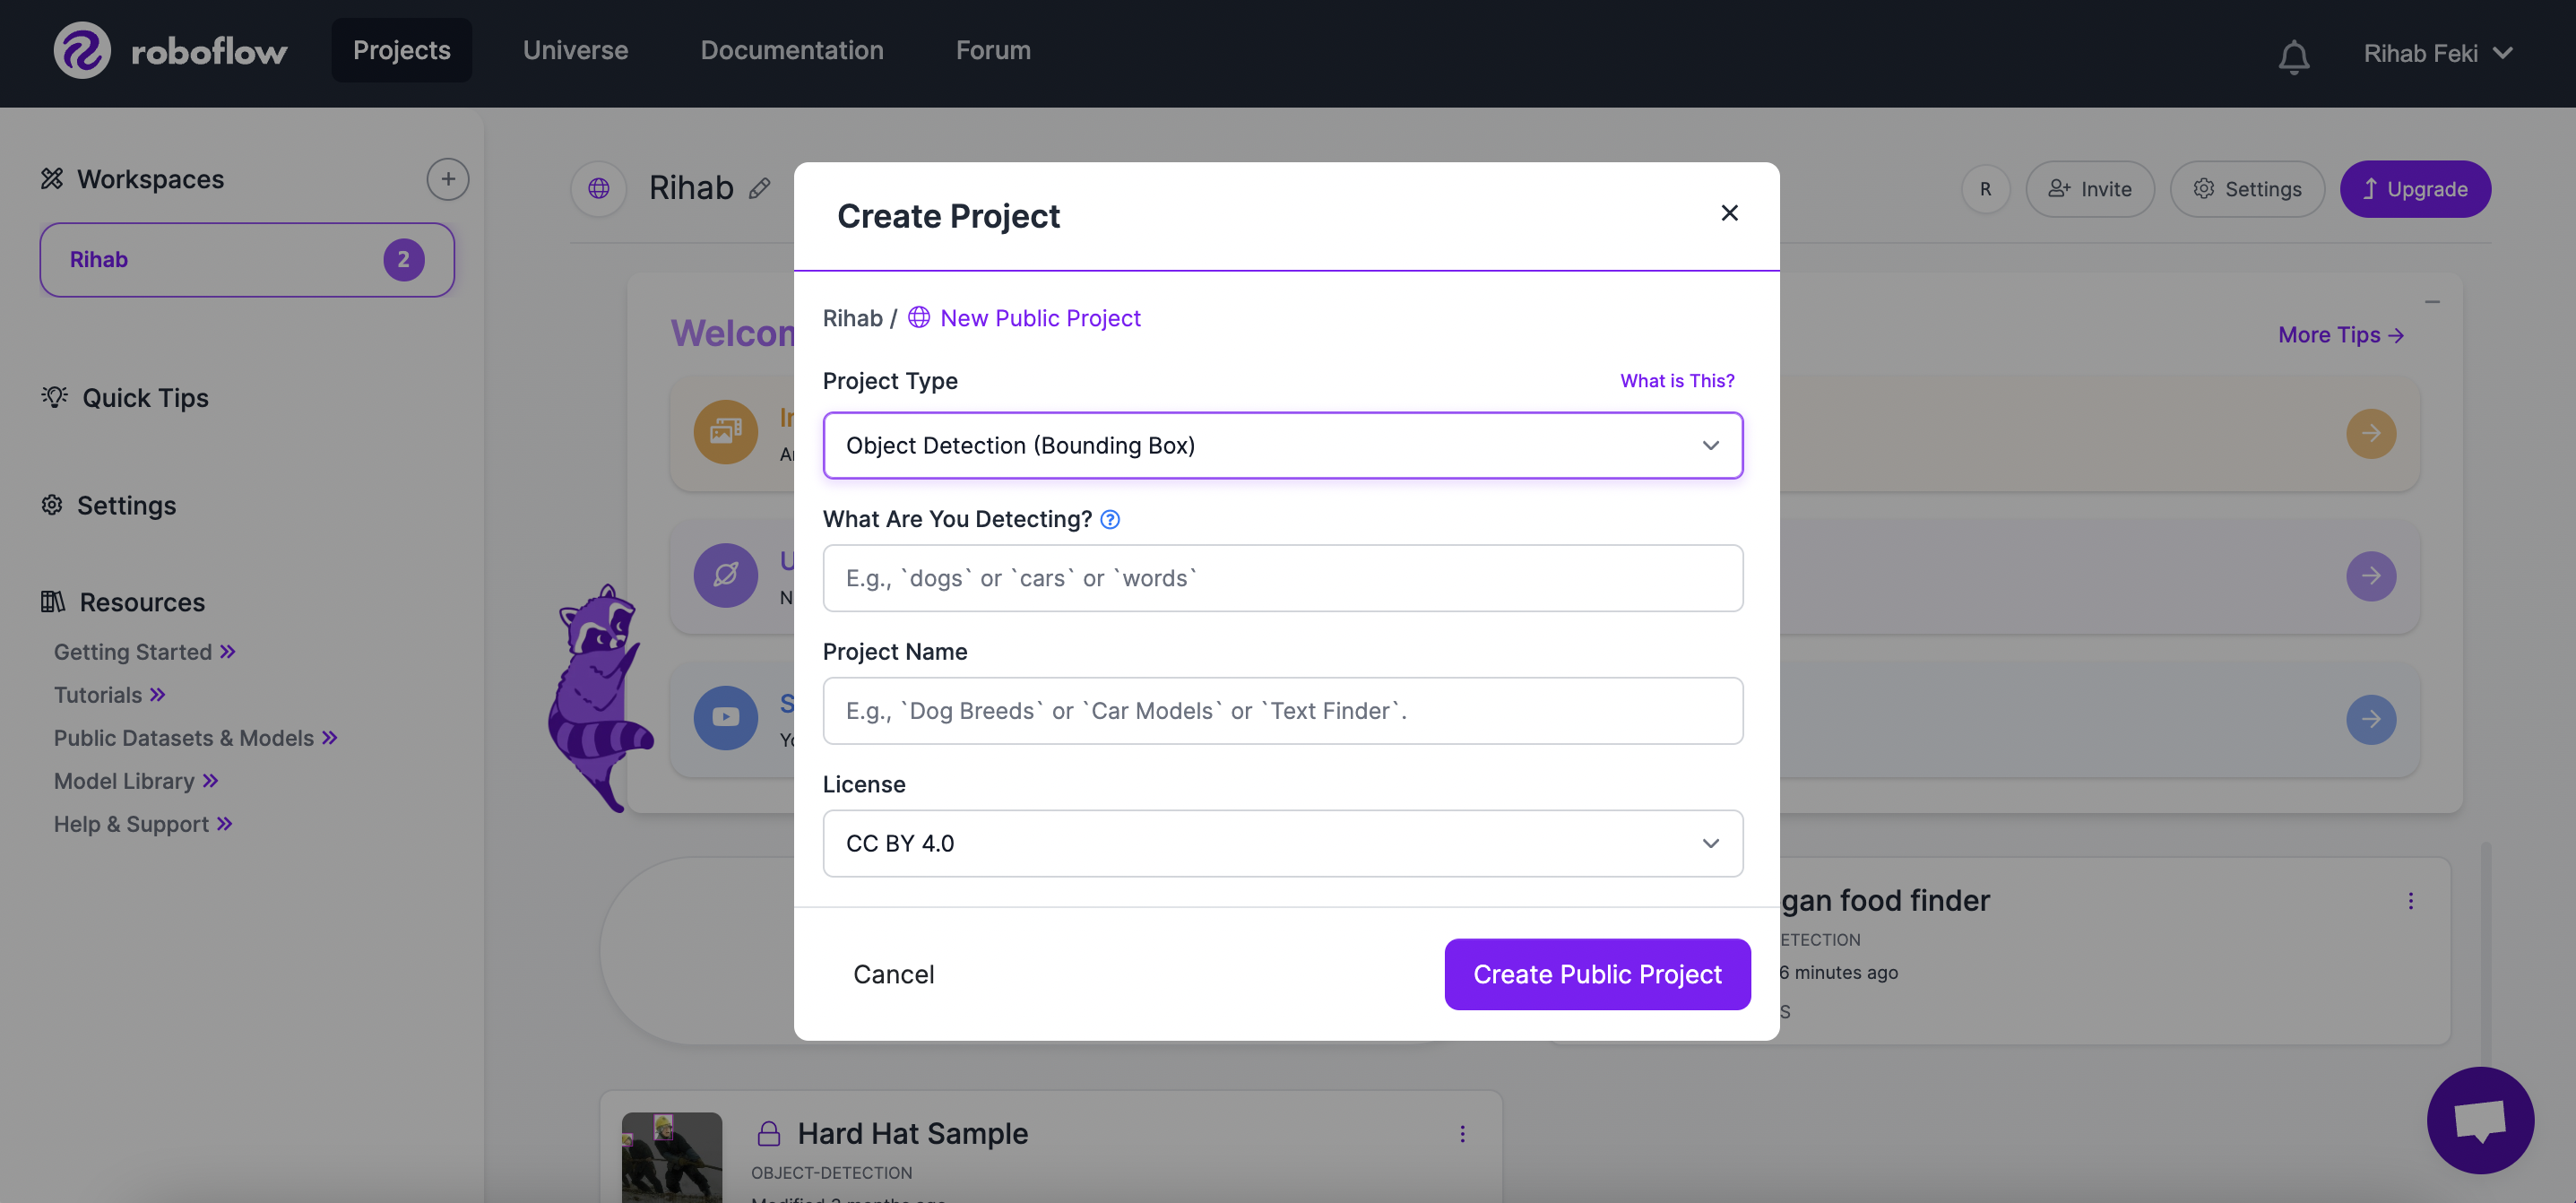 roboflow
Projects
Universe
Documentation
Forum
Rihab Feki
Workspaces
Rihab
2
Quick Tips
Settings
Resources
Getting Started
Tutorials
Public Datasets & Models
Model Library
Help & Support
Rihab
R
Invite
Settings
Upgrade
More Tips
Create Project
Rihab / New Public Project
Project Type
What is This?
Object Detection (Bounding Box)
What Are You Detecting?
E.g., `dogs` or `cars` or `words`
Project Name
E.g., `Dog Breeds` or `Car Models` or `Text Finder`.
License
CC BY 4.0
Cancel
Create Public Project
gan food finder
ETECTION
6 minutes ago
Hard Hat Sample
OBJECT-DETECTION